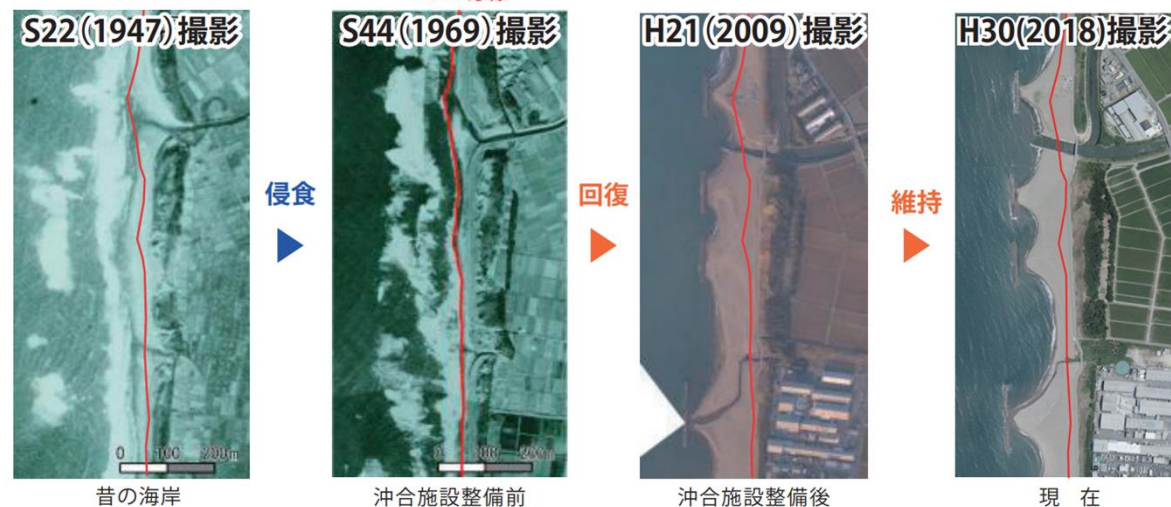 S22(1947)撮影
侵食
0 100 200m
昔の海岸
S44(1969)撮影
回復
0 100 200m
沖合施設整備前
H21(2009)撮影
維持
沖合施設整備後
H30(2018)撮影
現 在